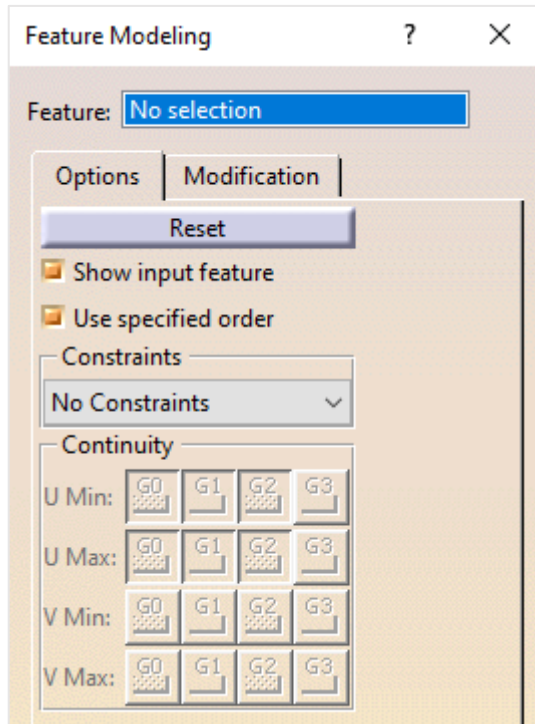 Feature Modeling ? ×
Feature: No selection
Options Modification
Reset
Show input feature
Use specified order
Constraints
No Constraints
Continuity
U Min: G0 G1 G2 G3
U Max: G0 G1 G2 G3
V Min: G0 G1 G2 G3
V Max: G0 G1 G2 G3